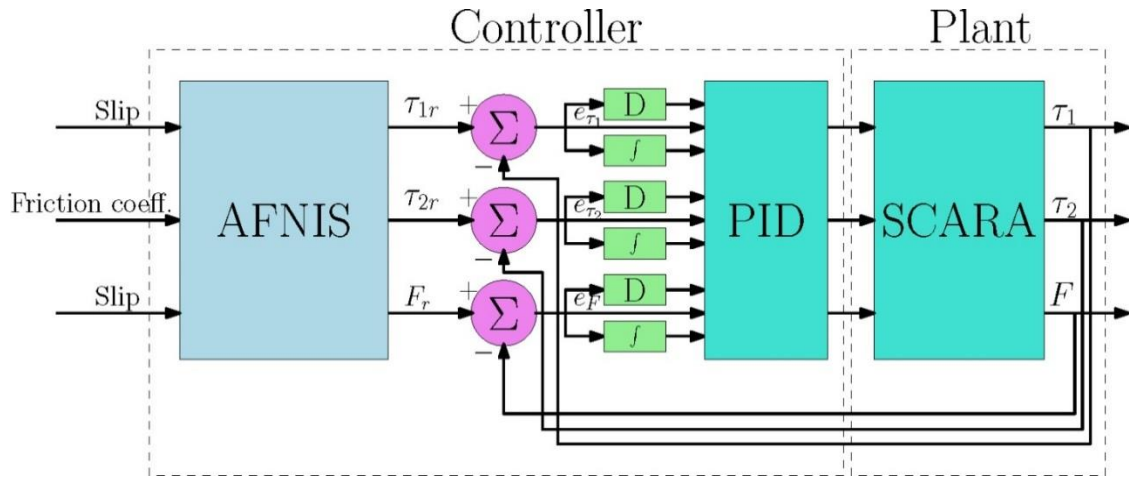 Controller
Plant
Slip
Friction coeff.
Slip
AFNIS
τ1r
τ2r
Fr
+
Σ
−
+
Σ
−
+
Σ
−
eτ1
D
∫
eτ2
D
∫
eF
D
∫
PID
SCARA
τ1
τ2
F